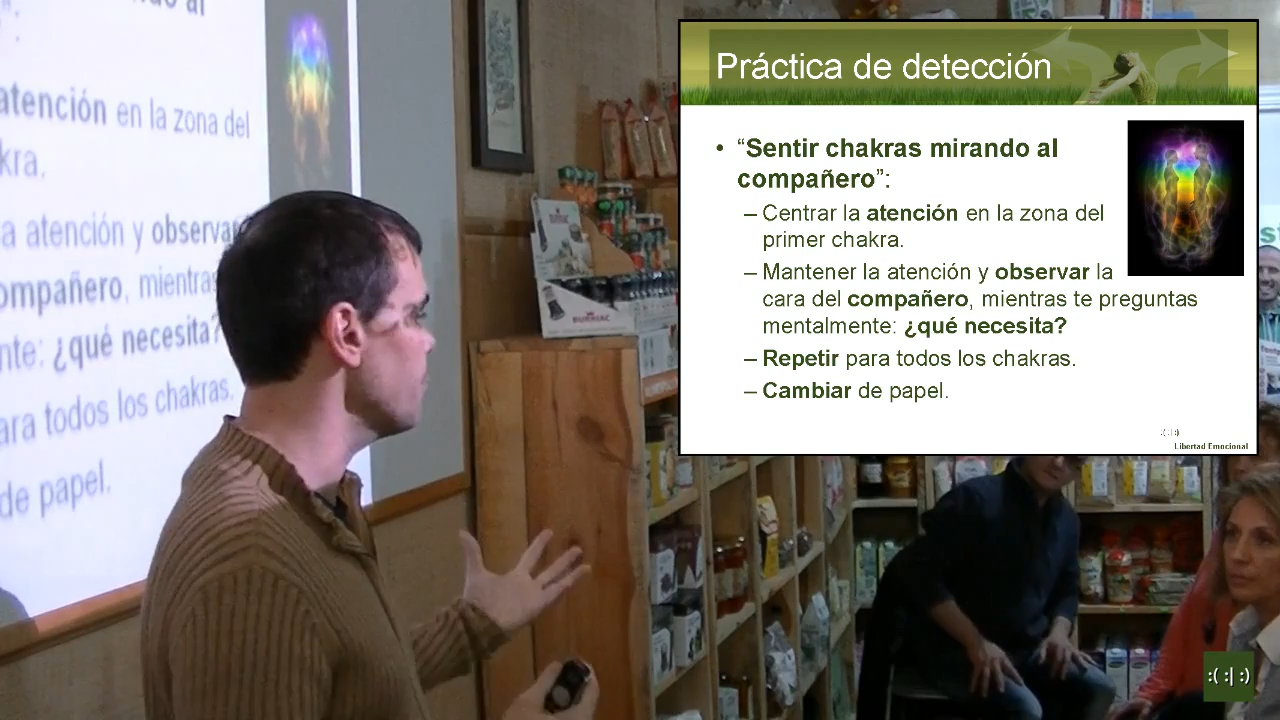 atención en la zona del
kra.
a atención y observar
ompañero, mientras
nte: ¿qué necesita?
ara todos los chakras.
de papel.
Práctica de detección
• “Sentir chakras mirando al
compañero”:
– Centrar la atención en la zona del
primer chakra.
– Mantener la atención y observar la
cara del compañero, mientras te preguntas
mentalmente: ¿qué necesita?
– Repetir para todos los chakras.
– Cambiar de papel.
:( :| :)
Libertad Emocional
:( :| :)